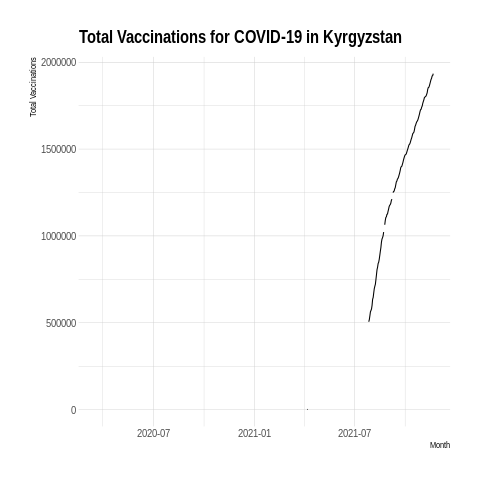 Total Vaccinations for COVID-19 in Kyrgyzstan
Total Vaccinations
2000000
1500000
1000000
500000
0
2020-07 2021-01 2021-07
Month